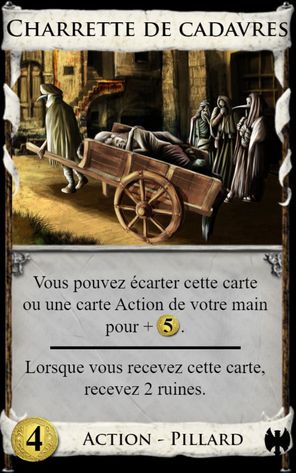 CHARRETTE DE CADAVRES
Vous pouvez écarter cette carte
ou une carte Action de votre main
pour + 5.
Lorsque vous recevez cette carte,
recevez 2 ruines.
4 ACTION - PILLARD